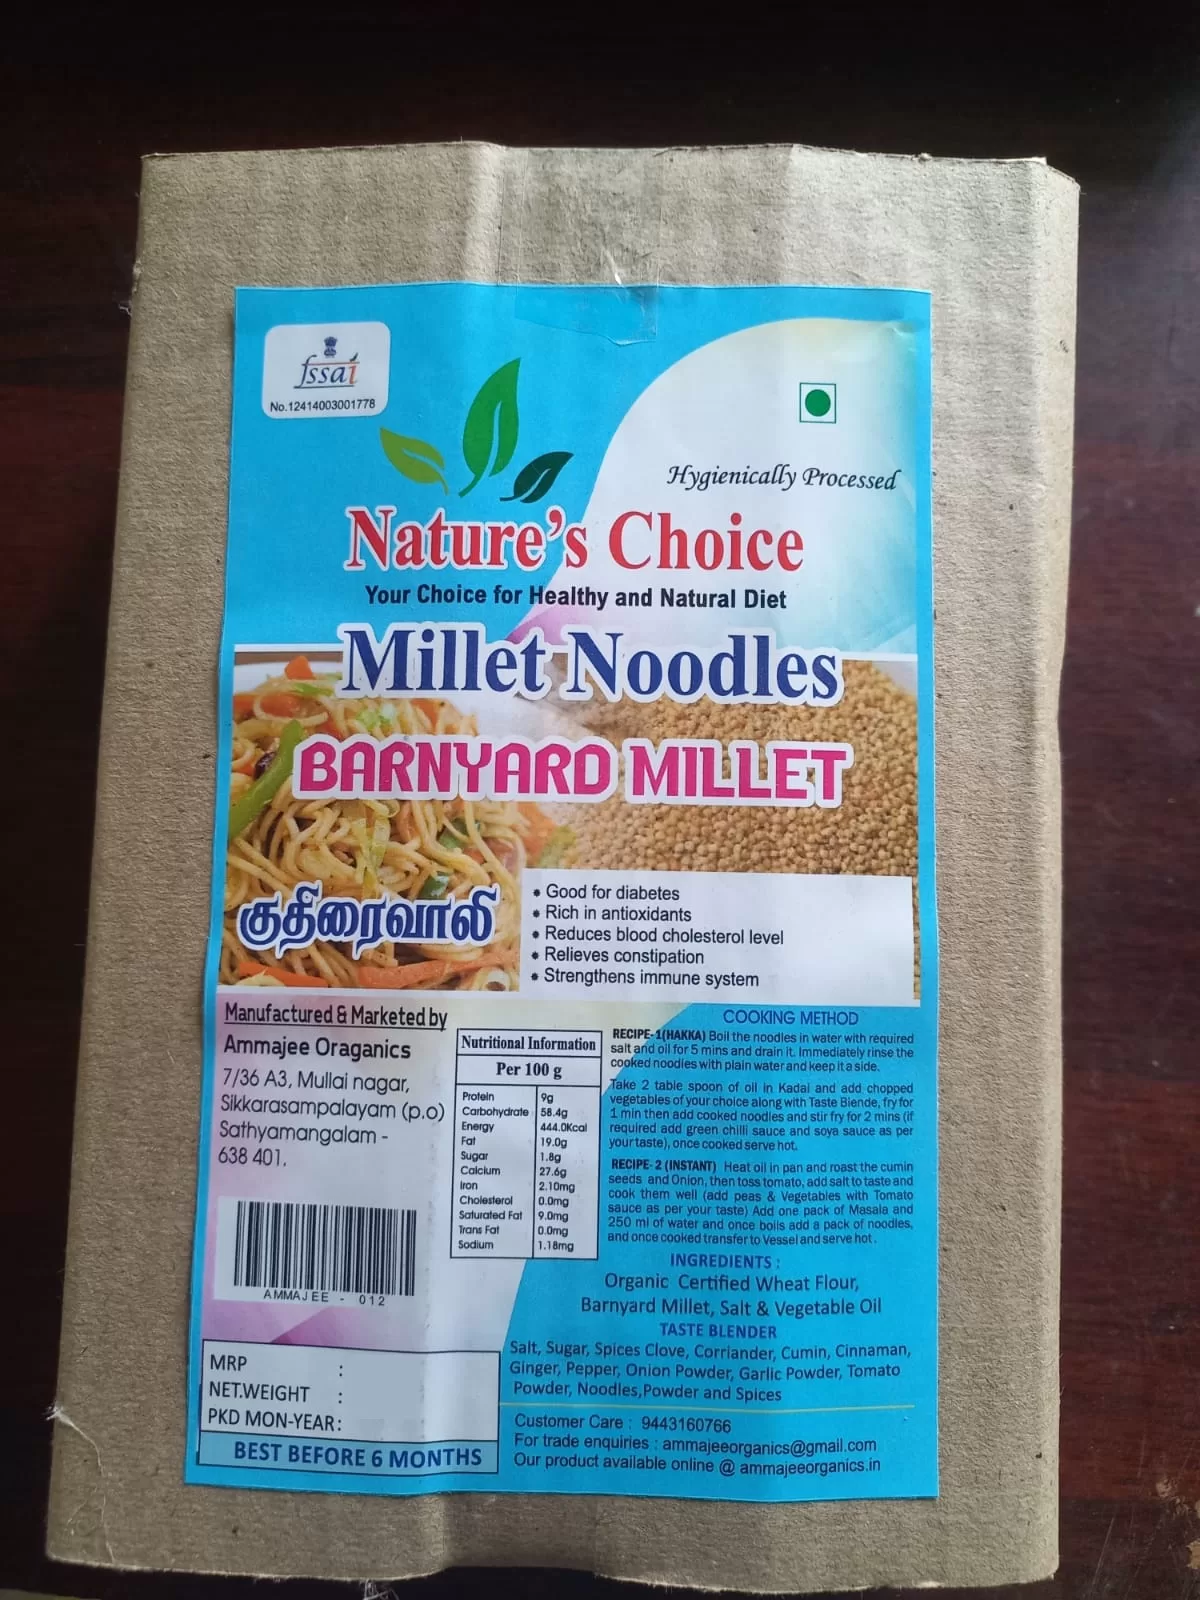 fssai
No.12414003001778
Hygienically Processed
Nature's Choice
Your Choice for Healthy and Natural Diet
Millet Noodles
BARNYARD MILLET
குதிரைவாலி
• Good for diabetes
• Rich in antioxidants
• Reduces blood cholesterol level
• Relieves constipation
• Strengthens immune system
Manufactured & Marketed by
Ammajee Oraganics
7/36 A3, Mullai nagar,
Sikkarasampalayam (p.o)
Sathyamangalam -
638 401.
AMMAJEE - 012
Nutritional Information
Per 100 g
Protein 9g
Carbohydrate 58.4g
Energy 444.0Kcal
Fat 19.0g
Sugar 1.8g
Calcium 27.6g
Iron 2.10mg
Cholesterol 0.0mg
Saturated Fat 9.0mg
Trans Fat 0.0mg
Sodium 1.18mg
COOKING METHOD
RECIPE-1(HAKKA) Boil the noodles in water with required
salt and oil for 5 mins and drain it. Immediately rinse the
cooked noodles with plain water and keep it a side.
Take 2 table spoon of oil in Kadai and add chopped
vegetables of your choice along with Taste Blende, fry for
1 min then add cooked noodles and stir fry for 2 mins (if
required add green chilli sauce and soya sauce as per
your taste), once cooked serve hot.
RECIPE- 2 (INSTANT) Heat oil in pan and roast the cumin
seeds and Onion, then toss tomato, add salt to taste and
cook them well (add peas & Vegetables with Tomato
sauce as per your taste) Add one pack of Masala and
250 ml of water and once boils add a pack of noodles,
and once cooked transfer to Vessel and serve hot.
INGREDIENTS :
Organic Certified Wheat Flour,
Barnyard Millet, Salt & Vegetable Oil
TASTE BLENDER
Salt, Sugar, Spices Clove, Corriander, Cumin, Cinnaman,
Ginger, Pepper, Onion Powder, Garlic Powder, Tomato
Powder, Noodles,Powder and Spices
MRP :
NET.WEIGHT :
PKD MON-YEAR:
BEST BEFORE 6 MONTHS
Customer Care : 9443160766
For trade enquiries : ammajeeorganics@gmail.com
Our product available online @ ammajeeorganics.in